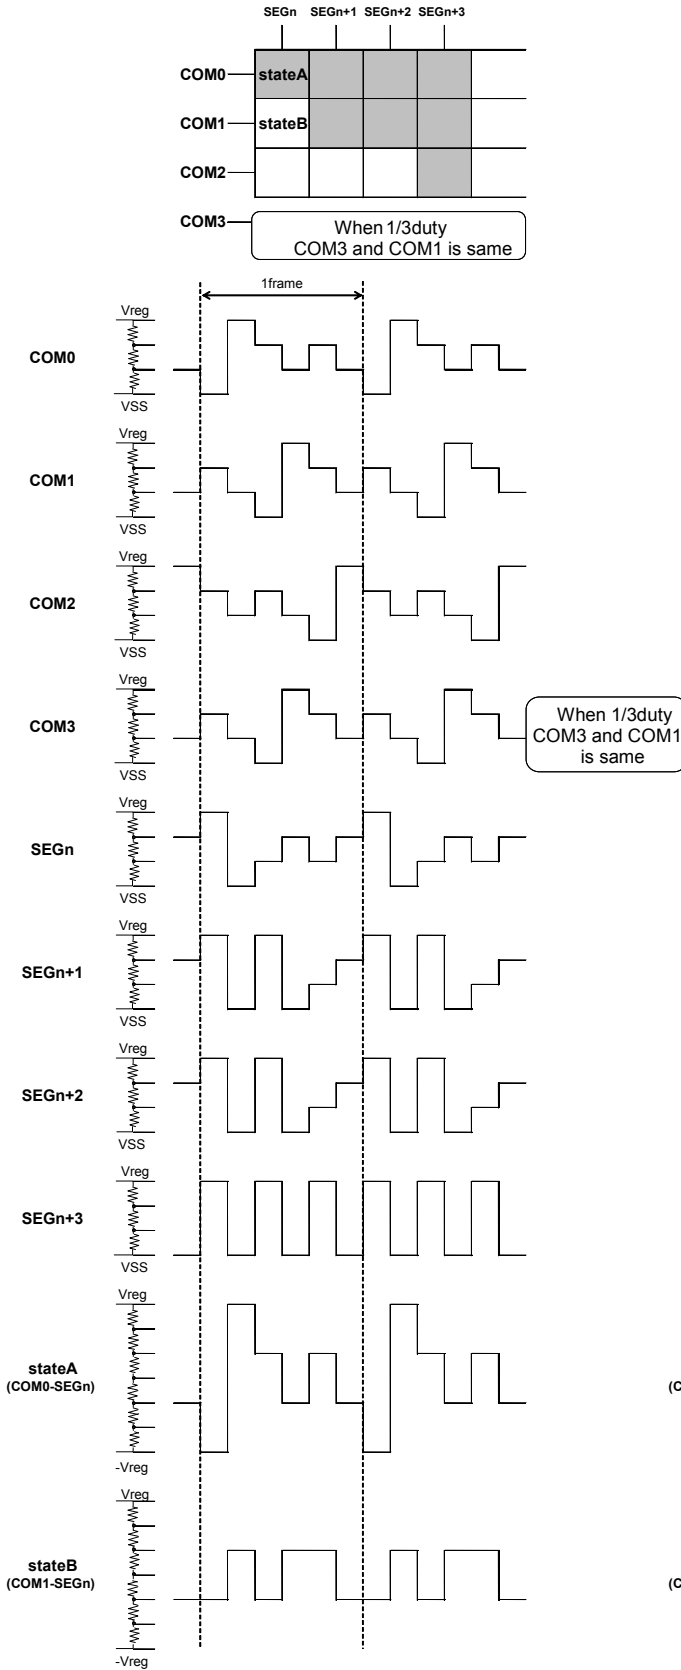 SEGn SEGn+1 SEGn+2 SEGn+3
COM0 stateA
COM1 stateB
COM2
COM3
When 1/3duty
COM3 and COM1 is same
1frame
Vreg
COM0
VSS
Vreg
COM1
VSS
Vreg
COM2
VSS
Vreg
COM3
VSS
When 1/3duty
COM3 and COM1
is same
Vreg
SEGn
VSS
Vreg
SEGn+1
VSS
Vreg
SEGn+2
VSS
Vreg
SEGn+3
VSS
Vreg
stateA
(COM0-SEGn)
(C
-Vreg
Vreg
stateB
(COM1-SEGn)
(C
-Vreg